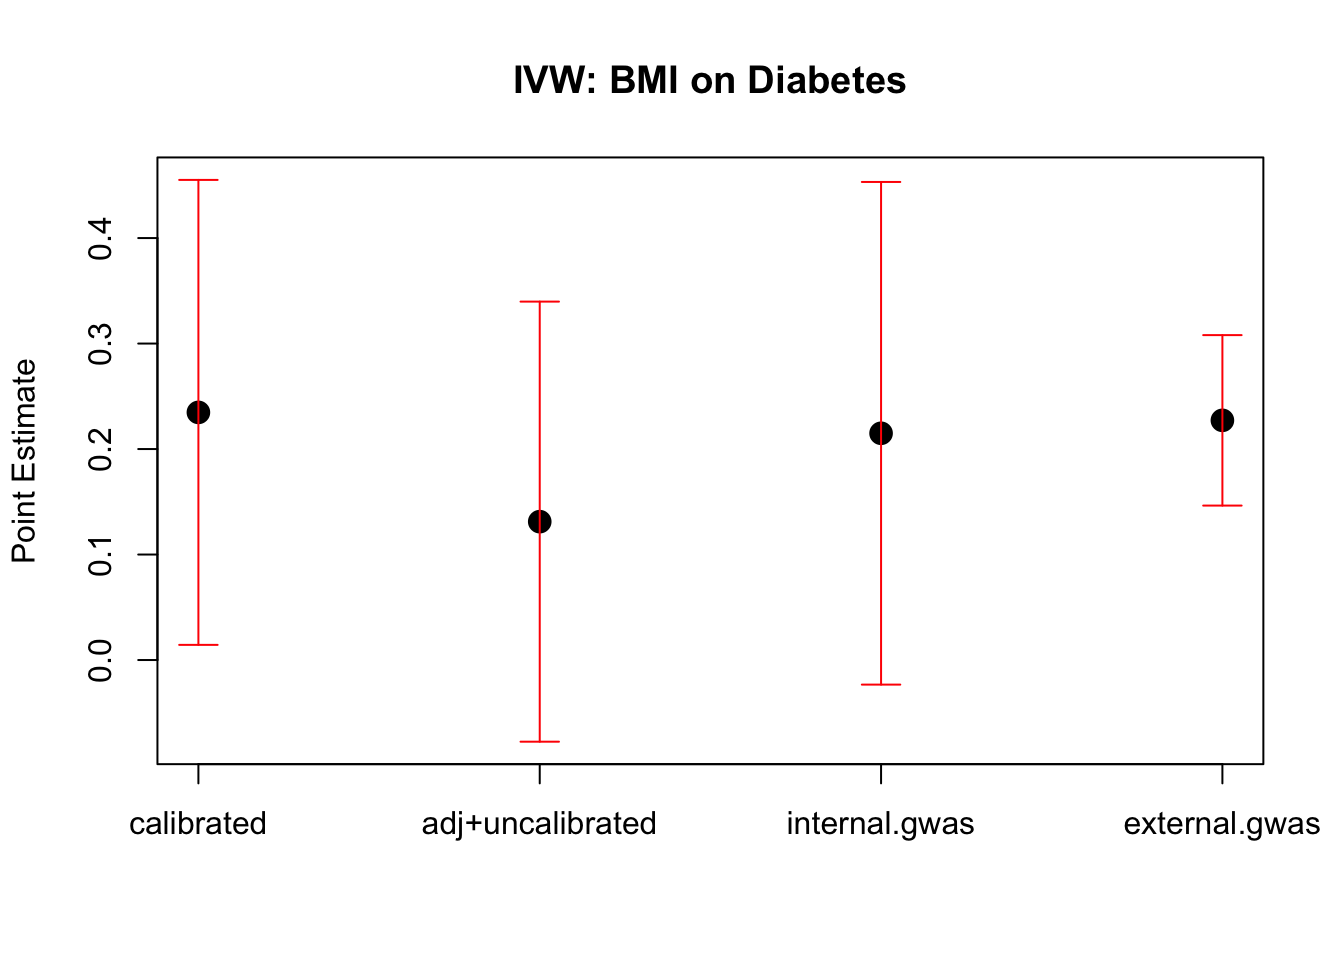 IVW: BMI on Diabetes
Point Estimate
0.4
0.3
0.2
0.1
0.0
calibrated
adj+uncalibrated
internal.gwas
external.gwas